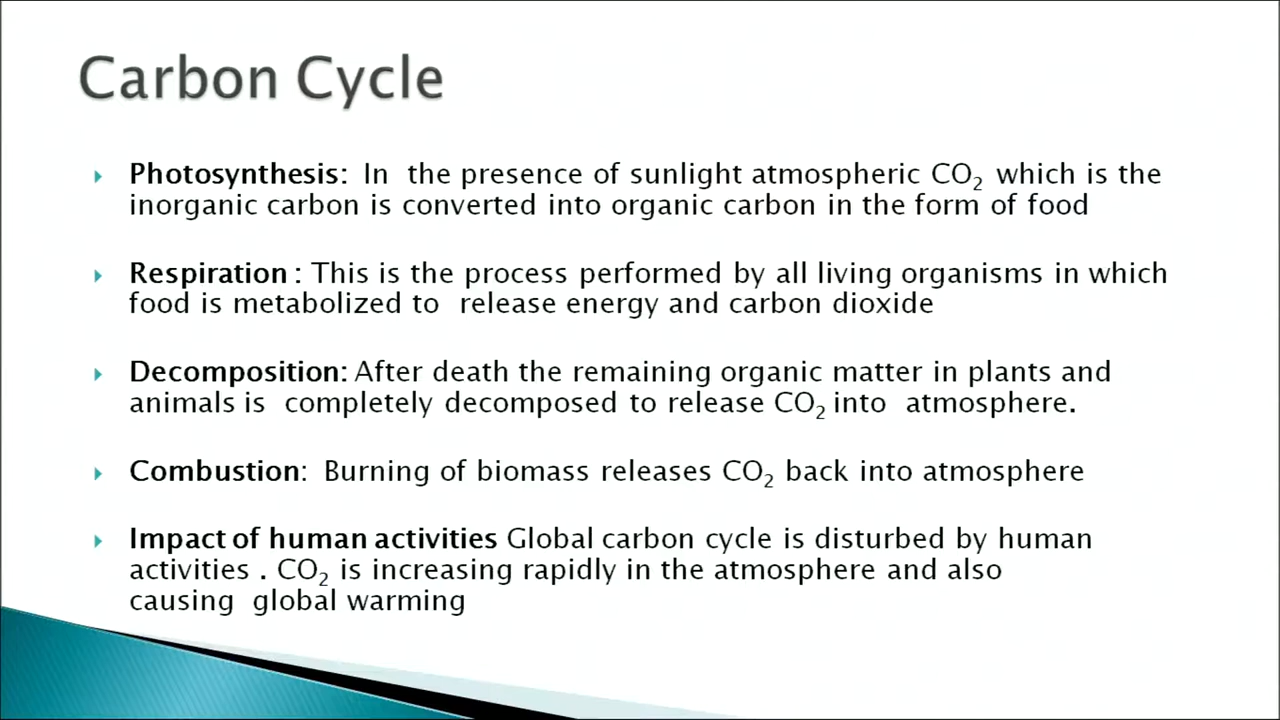 Carbon Cycle
Photosynthesis: In the presence of sunlight atmospheric CO₂ which is the
inorganic carbon is converted into organic carbon in the form of food
Respiration : This is the process performed by all living organisms in which
food is metabolized to release energy and carbon dioxide
Decomposition: After death the remaining organic matter in plants and
animals is completely decomposed to release CO₂ into atmosphere.
Combustion: Burning of biomass releases CO₂ back into atmosphere
Impact of human activities Global carbon cycle is disturbed by human
activities . CO₂ is increasing rapidly in the atmosphere and also
causing global warming